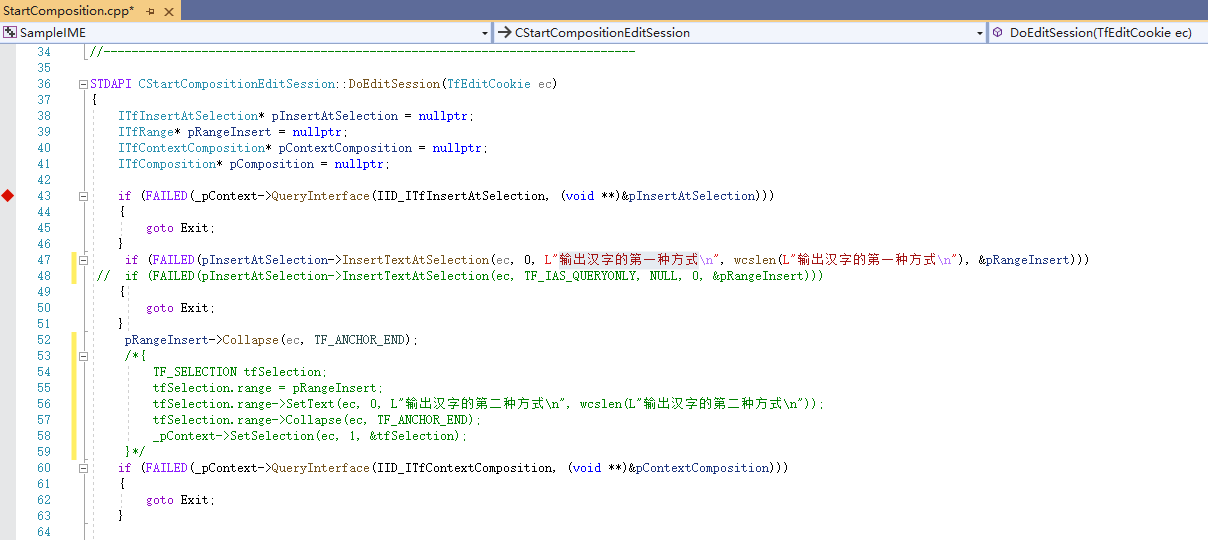 StartComposition.cpp*
SampleIME CStartCompositionEditSession DoEditSession(TfEditCookie ec)
34 //----------------------------------------------------------------------------
35
36 STDAPI CStartCompositionEditSession::DoEditSession(TfEditCookie ec)
37 {
38 ITfInsertAtSelection* pInsertAtSelection = nullptr;
39 ITfRange* pRangeInsert = nullptr;
40 ITfContextComposition* pContextComposition = nullptr;
41 ITfComposition* pComposition = nullptr;
42
43 if (FAILED(_pContext->QueryInterface(IID_ITfInsertAtSelection, (void **)&pInsertAtSelection)))
44 {
45 goto Exit;
46 }
47 if (FAILED(pInsertAtSelection->InsertTextAtSelection(ec, 0, L"输出汉字的第一种方式\n", wcslen(L"输出汉字的第一种方式\n"), &pRangeInsert)))
48 // if (FAILED(pInsertAtSelection->InsertTextAtSelection(ec, TF_IAS_QUERYONLY, NULL, 0, &pRangeInsert)))
49 {
50 goto Exit;
51 }
52 pRangeInsert->Collapse(ec, TF_ANCHOR_END);
53 /*{
54 TF_SELECTION tfSelection;
55 tfSelection.range = pRangeInsert;
56 tfSelection.range->SetText(ec, 0, L"输出汉字的第二种方式\n", wcslen(L"输出汉字的第二种方式\n"));
57 tfSelection.range->Collapse(ec, TF_ANCHOR_END);
58 _pContext->SetSelection(ec, 1, &tfSelection);
59 }*/
60 if (FAILED(_pContext->QueryInterface(IID_ITfContextComposition, (void **)&pContextComposition)))
61 {
62 goto Exit;
63 }
64